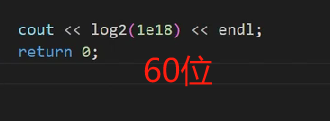 cout << log2(1e18) << endl;
return 0;
60位